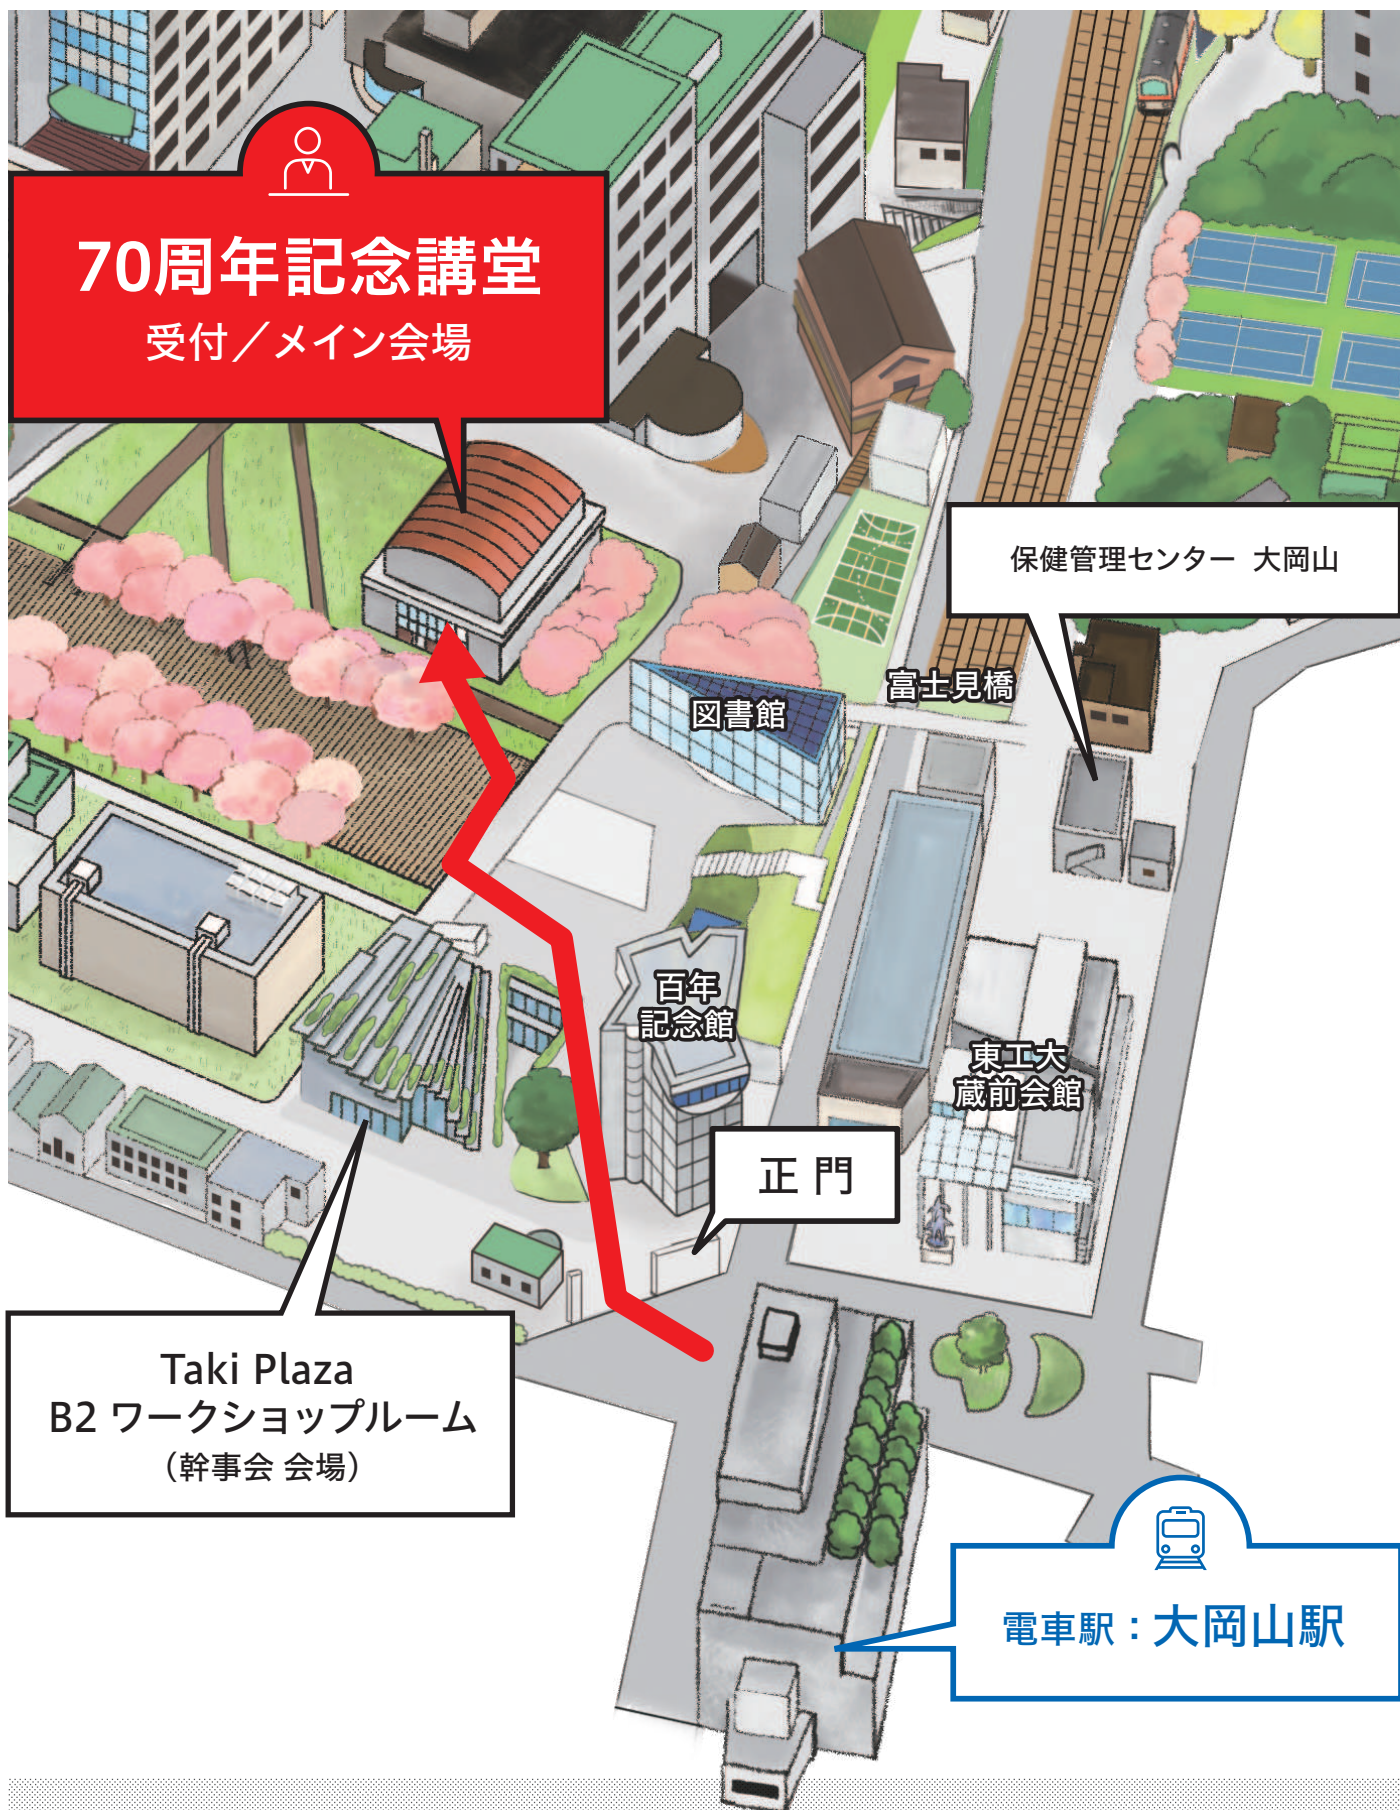 70周年記念講堂
受付／メイン会場
保健管理センター 大岡山
富士見橋
図書館
百年
記念館
東工大
蔵前会館
正門
Taki Plaza
B2 ワークショップルーム
（幹事会 会場）
電車駅：大岡山駅